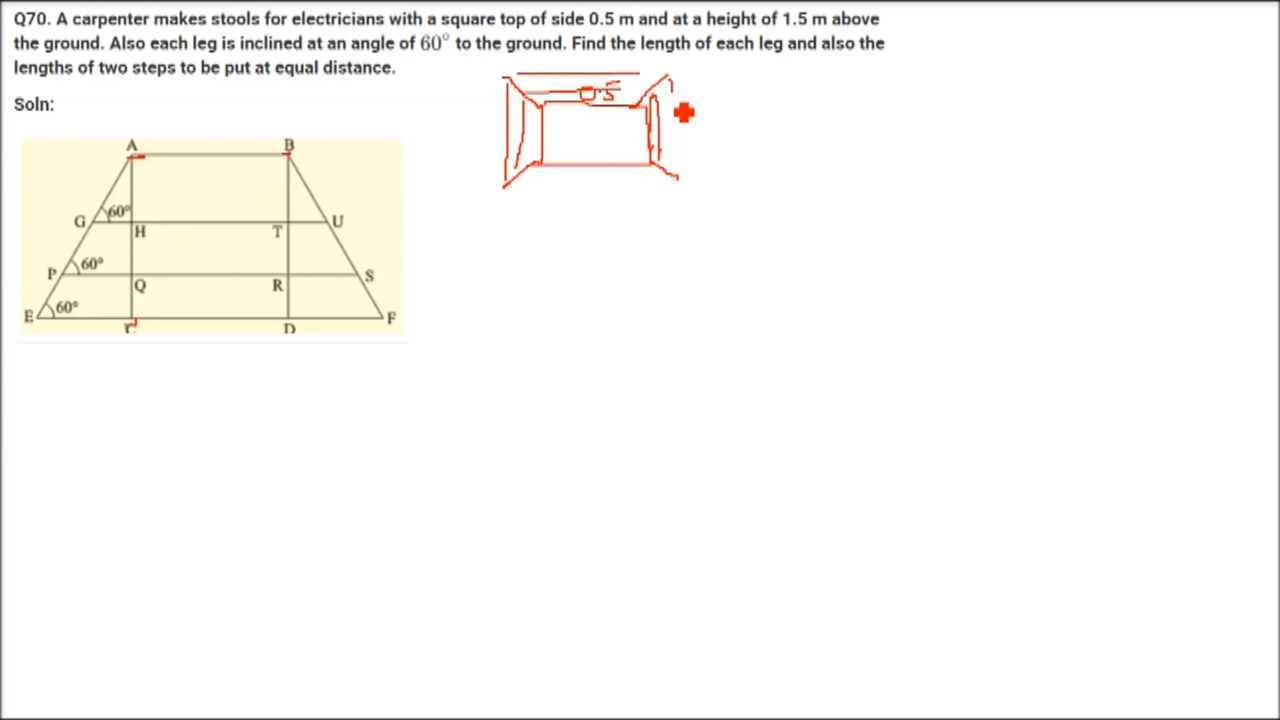 Q70. A carpenter makes stools for electricians with a square top of side 0.5 m and at a height of 1.5 m above
the ground. Also each leg is inclined at an angle of 60° to the ground. Find the length of each leg and also the
lengths of two steps to be put at equal distance.
0.5
Soln:
A B
G 60° H T U
P 60° Q R S
E 60° C D F